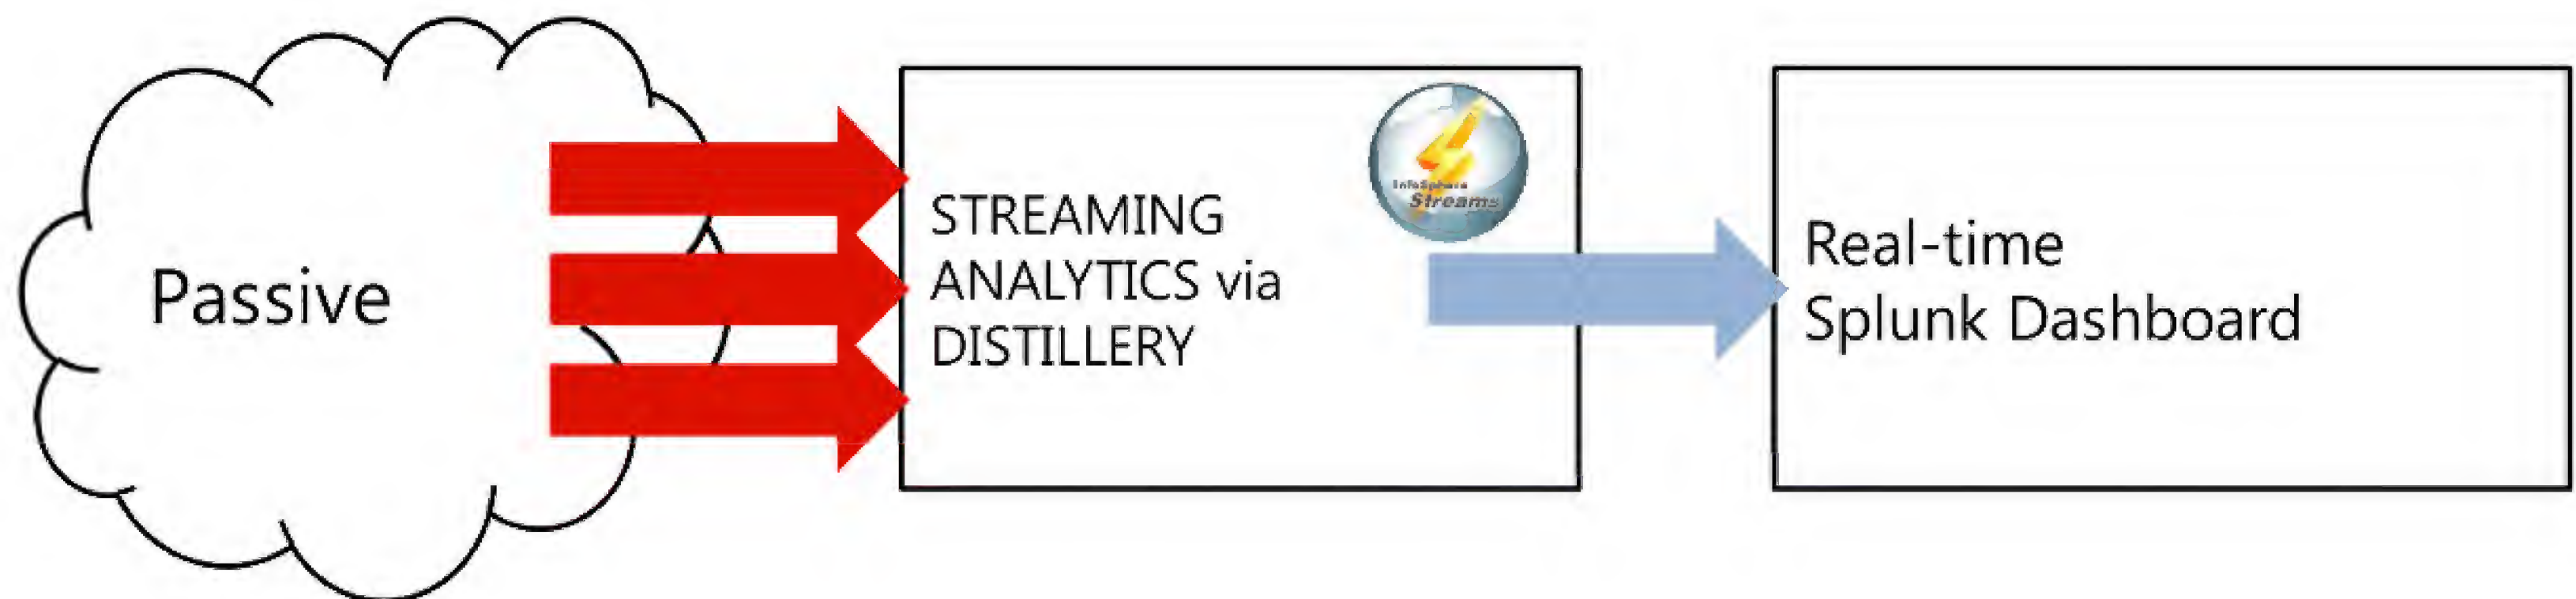 Passive
STREAMING
ANALYTICS via
DISTILLERY
InfoSphere
Streams
Real-time
Splunk Dashboard